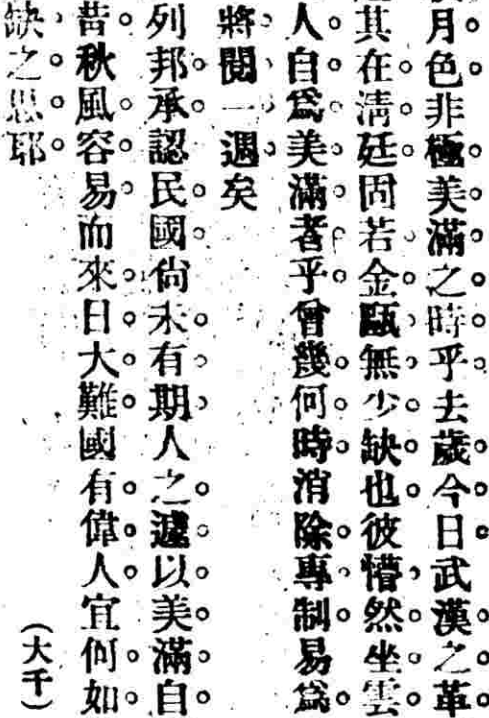 月色非極美滿之時乎去歲今日武漢之革
其在清廷固若金甌無少缺也彼懵然坐雲
人自爲美滿者乎曾幾何時消除專制易爲
將閱一週矣
列邦承認民國尙未有期人之遽以美滿自
昔秋風容易而來日大難國有偉人宜何如
缺之思耶
（大千）